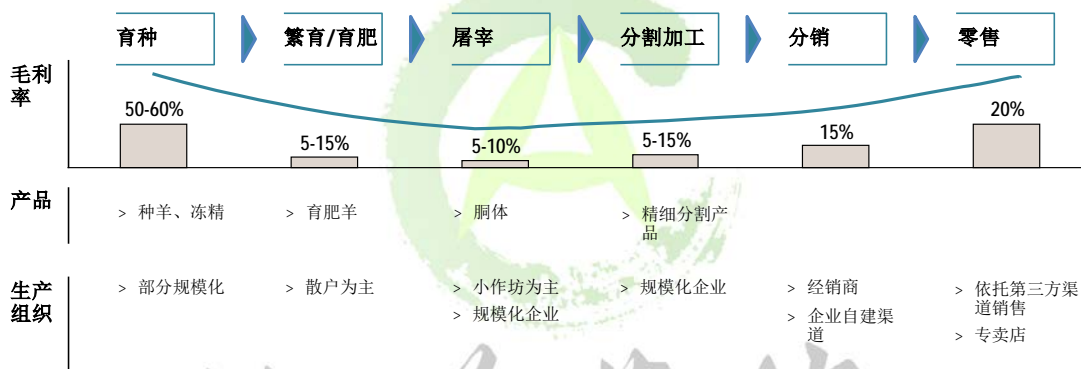 育种
繁育/育肥
屠宰
分割加工
分销
零售
毛利
率
50-60%
5-15%
5-10%
5-15%
15%
20%
产品
> 种羊、冻精
> 育肥羊
> 胴体
> 精细分割产
品
生产
组织
> 部分规模化
> 散户为主
> 小作坊为主
> 规模化企业
> 规模化企业
> 经销商
> 企业自建渠
道
> 依托第三方渠
道销售
> 专卖店